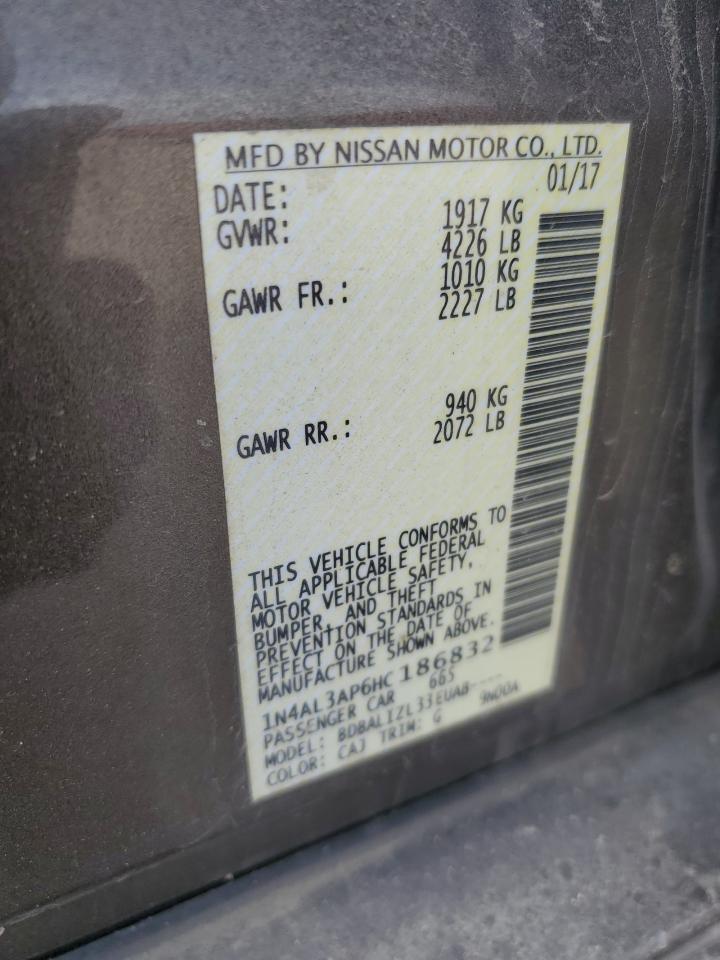 MFD BY NISSAN MOTOR CO., LTD.
DATE: 01/17
GVWR: 1917 KG
4226 LB
GAWR FR.: 1010 KG
2227 LB
GAWR RR.: 940 KG
2072 LB
THIS VEHICLE CONFORMS TO
ALL APPLICABLE FEDERAL
MOTOR VEHICLE SAFETY,
BUMPER, AND THEFT
PREVENTION STANDARDS IN
EFFECT ON THE DATE OF
MANUFACTURE SHOWN ABOVE.
1N4AL3AP6HC186832
PASSENGER CAR 665
MODEL: BDBALIZL33EUAB----
COLOR: CAJ TRIM: G 9N00A